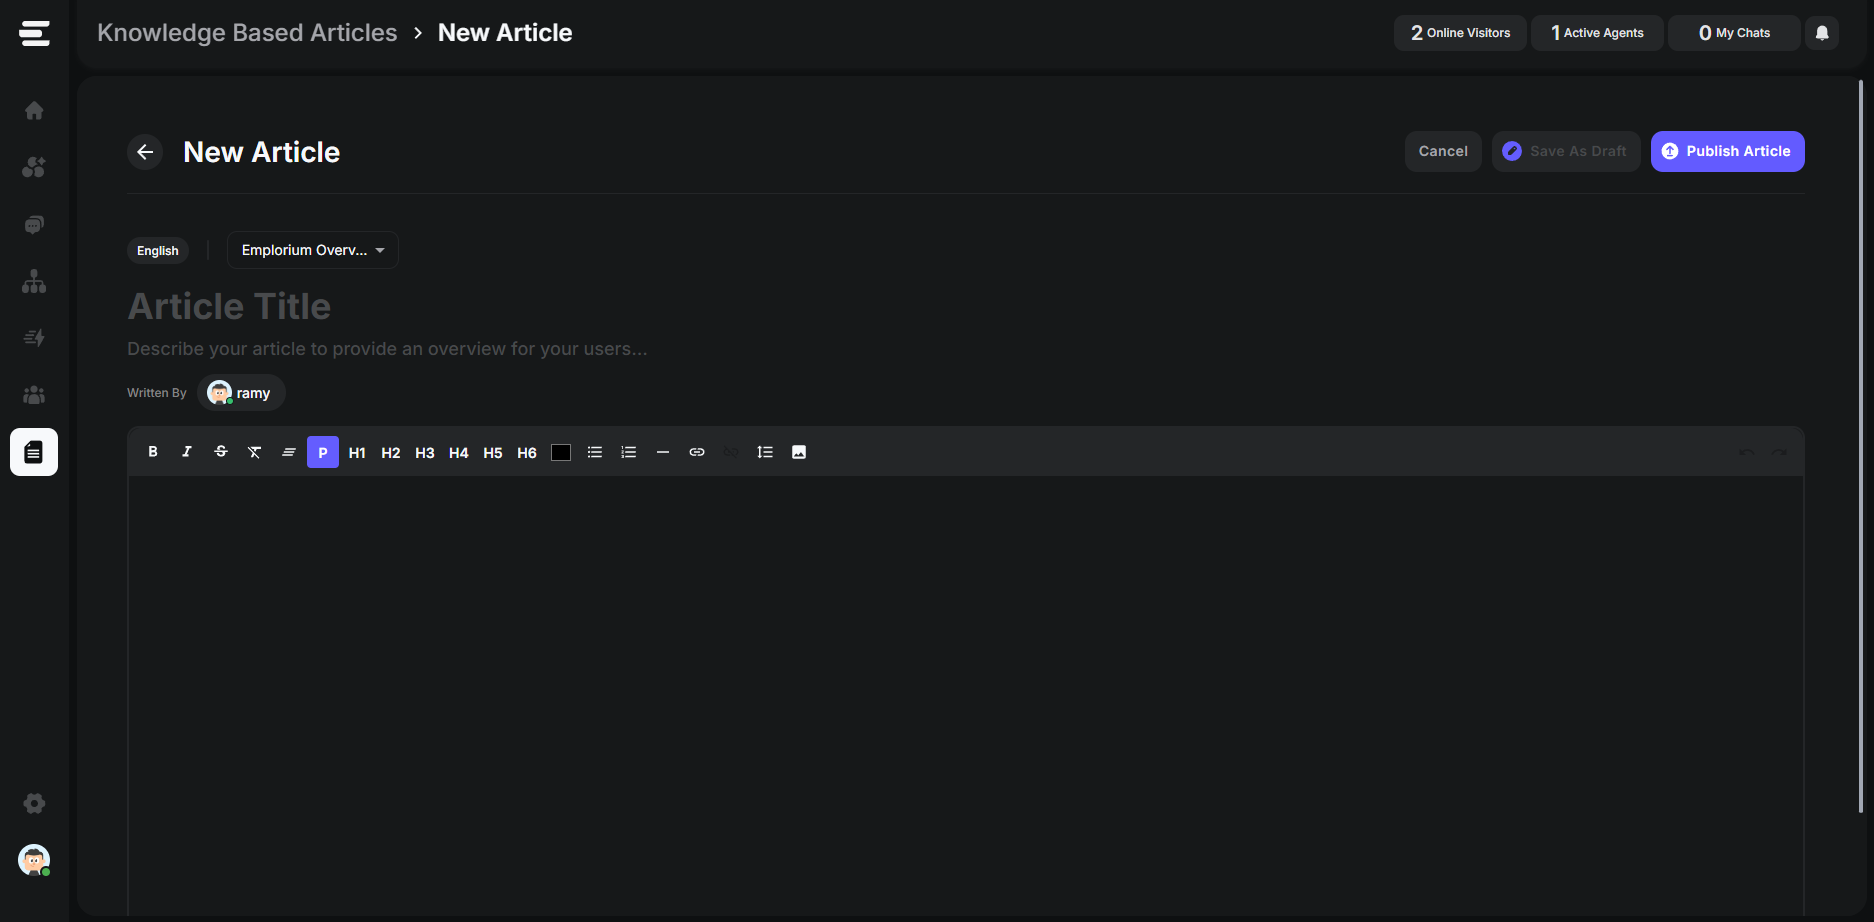 Knowledge Based Articles > New Article
2 Online Visitors
1 Active Agents
0 My Chats
New Article
Cancel
Save As Draft
Publish Article
English
Emplorium Overv...
Article Title
Describe your article to provide an overview for your users...
Written By
ramy
B I S P H1 H2 H3 H4 H5 H6